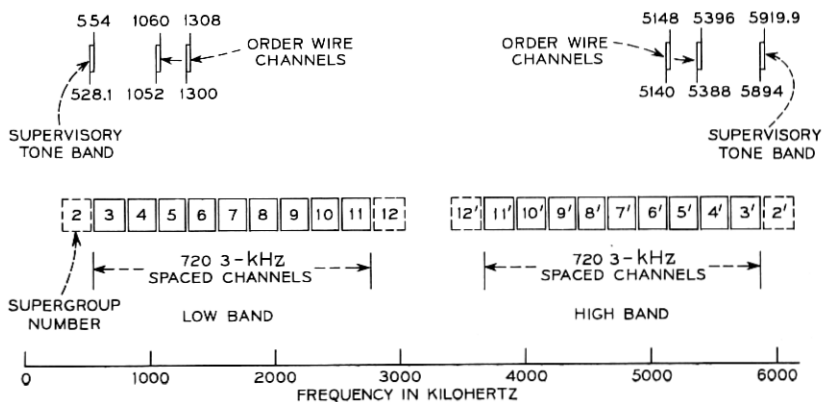 554 1060 1308 5148 5396 5919.9
ORDER WIRE CHANNELS
ORDER WIRE CHANNELS
528.1 1052 1300 5140 5388 5894
SUPERVISORY TONE BAND
SUPERVISORY TONE BAND
2 3 4 5 6 7 8 9 10 11 12 12′ 11′ 10′ 9′ 8′ 7′ 6′ 5′ 4′ 3′ 2′
720 3-kHz SPACED CHANNELS
720 3-kHz SPACED CHANNELS
SUPERGROUP NUMBER
LOW BAND
HIGH BAND
0 1000 2000 3000 4000 5000 6000
FREQUENCY IN KILOHERTZ